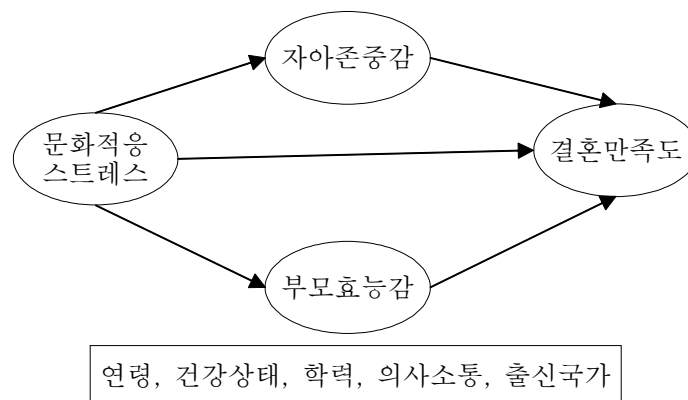 자아존중감
문화적응
스트레스
결혼만족도
부모효능감
연령, 건강상태, 학력, 의사소통, 출신국가